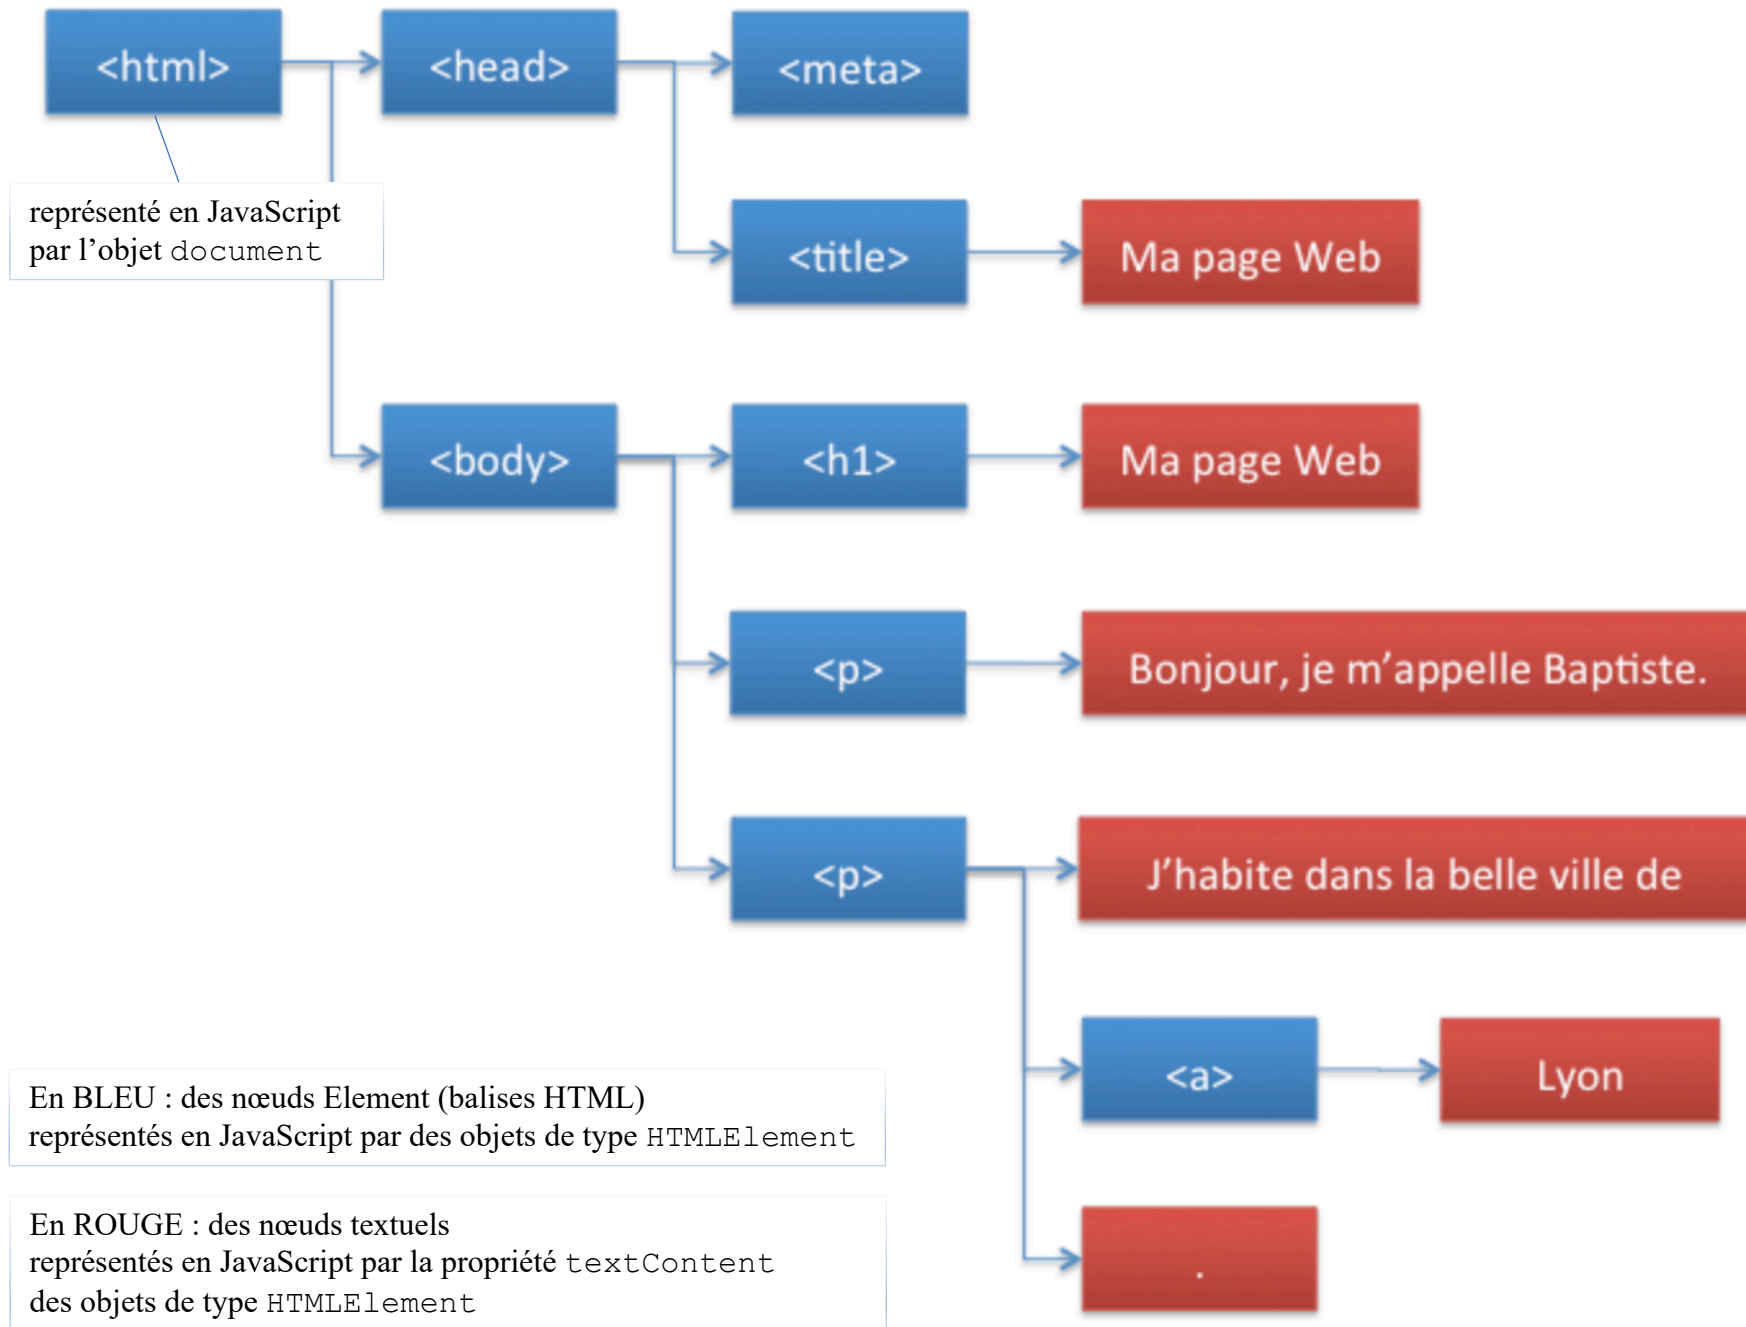 <html>
<head>
<meta>
représenté en JavaScript
par l’objet document
<title>
Ma page Web
<body>
<h1>
Ma page Web
<p>
Bonjour, je m’appelle Baptiste.
<p>
J’habite dans la belle ville de
<a>
Lyon
.
En BLEU : des nœuds Element (balises HTML)
représentés en JavaScript par des objets de type HTMLElement
En ROUGE : des nœuds textuels
représentés en JavaScript par la propriété textContent
des objets de type HTMLElement